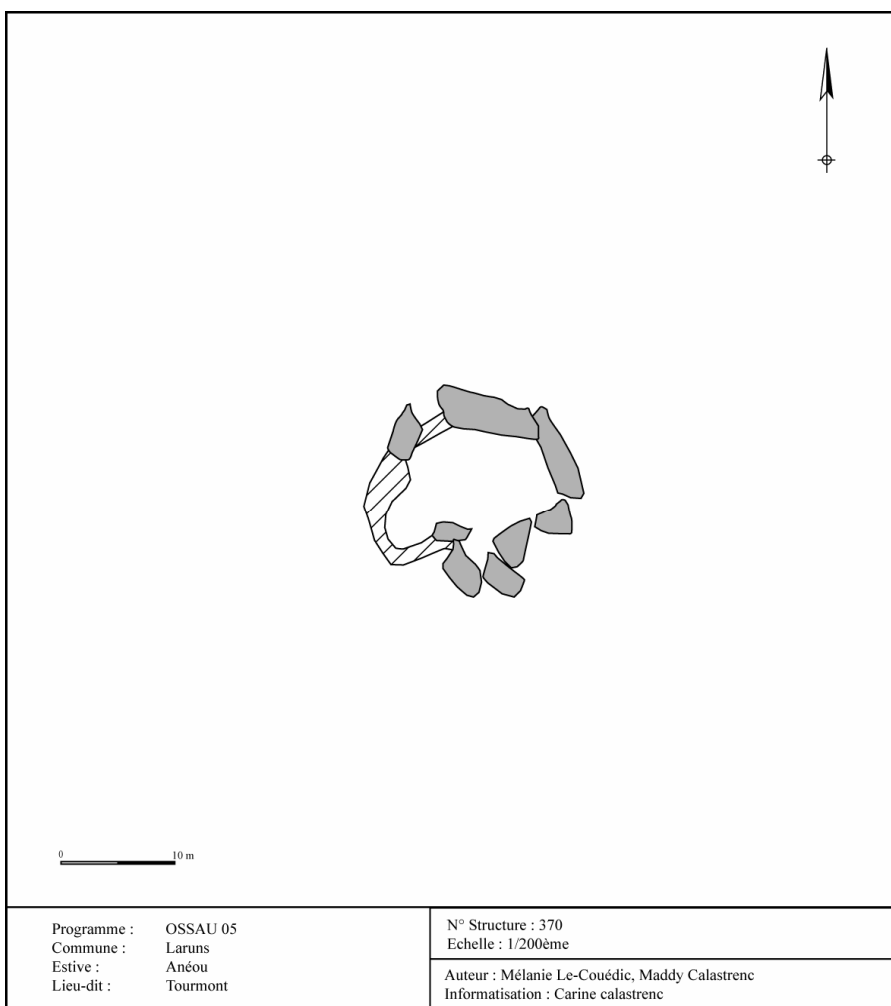 0 10 m
Programme : OSSAU 05
Commune : Laruns
Estive : Anéou
Lieu-dit : Tourmont
N° Structure : 370
Echelle : 1/200ème
Auteur : Mélanie Le-Couédic, Maddy Calastrenc
Informatisation : Carine calastrenc